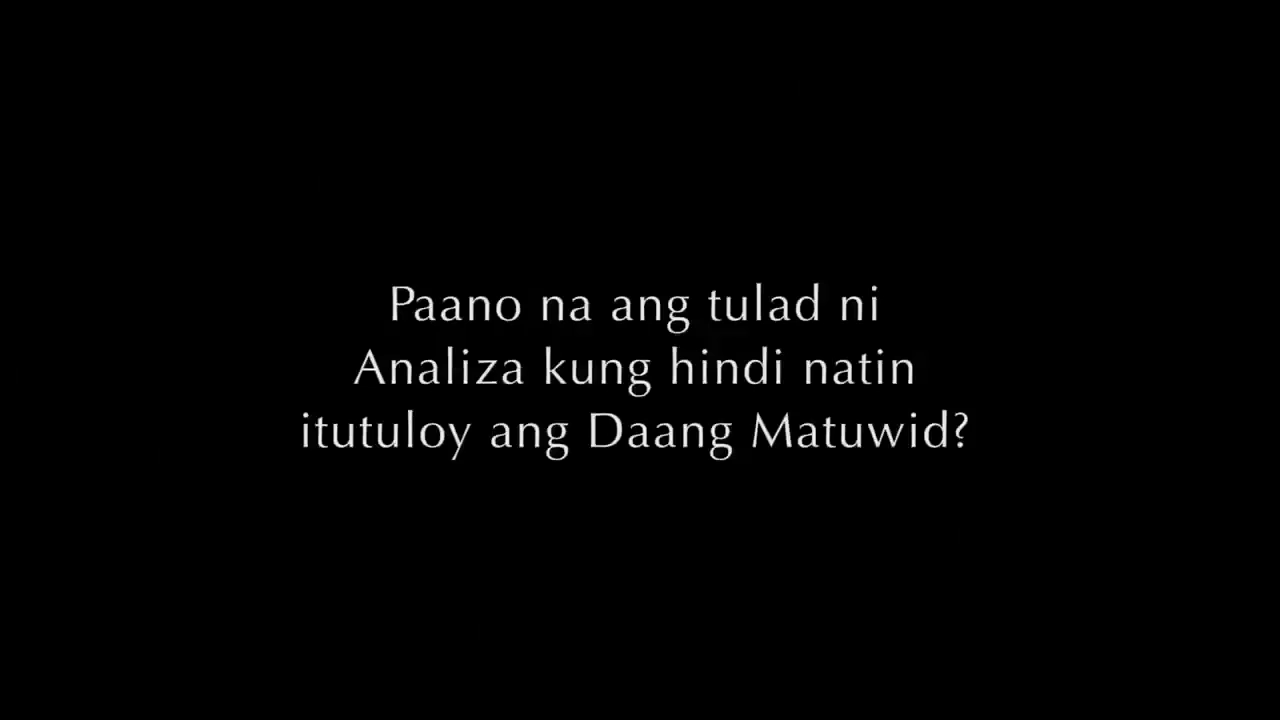 Paano na ang tulad ni
Analiza kung hindi natin
itutuloy ang Daang Matuwid?